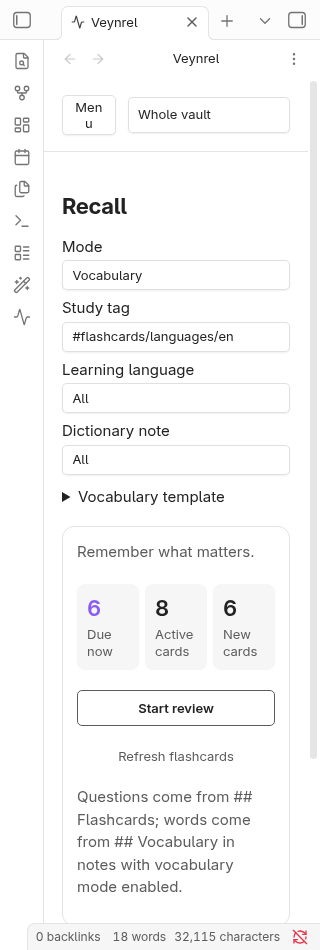 Veynrel
Veynrel
Men
u
Whole vault
Recall
Mode
Vocabulary
Study tag
#flashcards/languages/en
Learning language
All
Dictionary note
All
Vocabulary template
Remember what matters.
6
Due
now
8
Active
cards
6
New
cards
Start review
Refresh flashcards
Questions come from ##
Flashcards; words come
from ## Vocabulary in
notes with vocabulary
mode enabled.
0 backlinks 18 words 32,115 characters